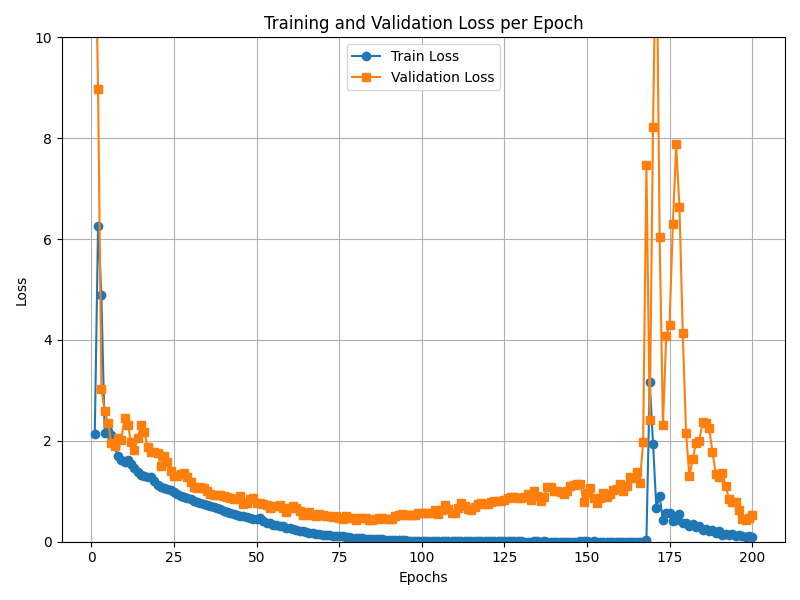 Training and Validation Loss per Epoch
Train Loss
Validation Loss
10
8
6
4
2
0
Loss
0 25 50 75 100 125 150 175 200
Epochs